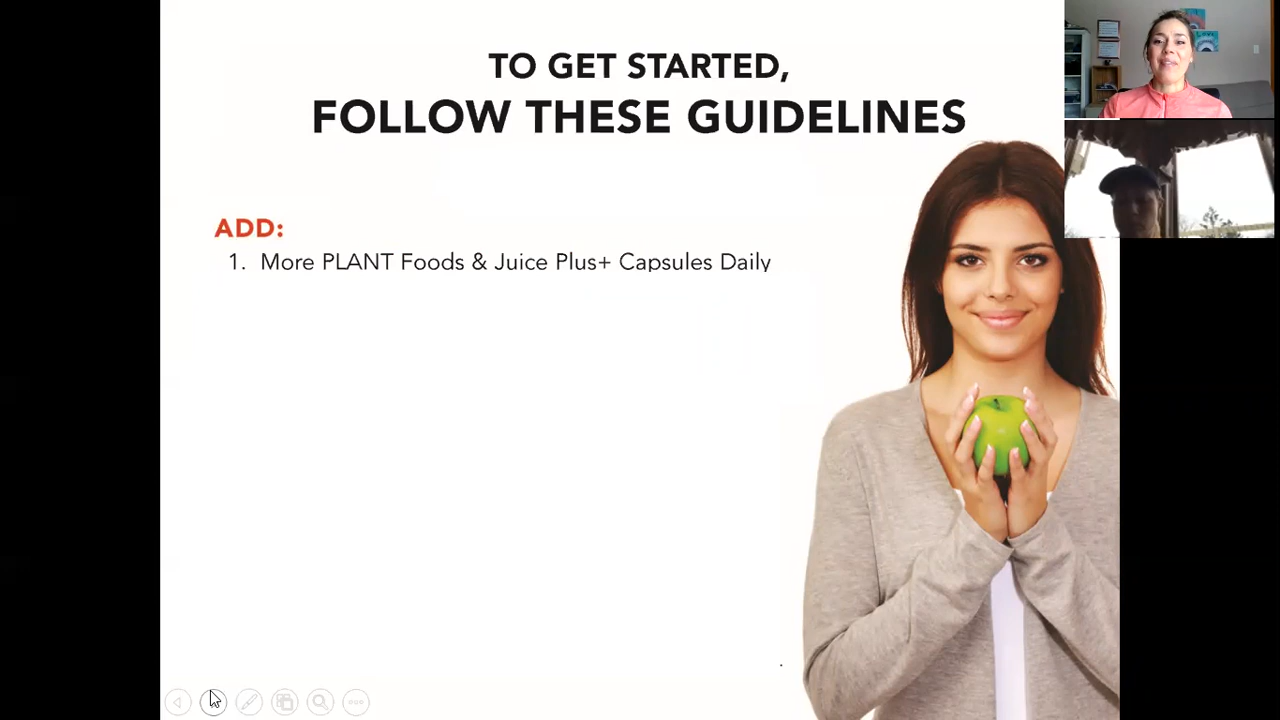 TO GET STARTED,
FOLLOW THESE GUIDELINES
ADD:
1. More PLANT Foods & Juice Plus+ Capsules Daily